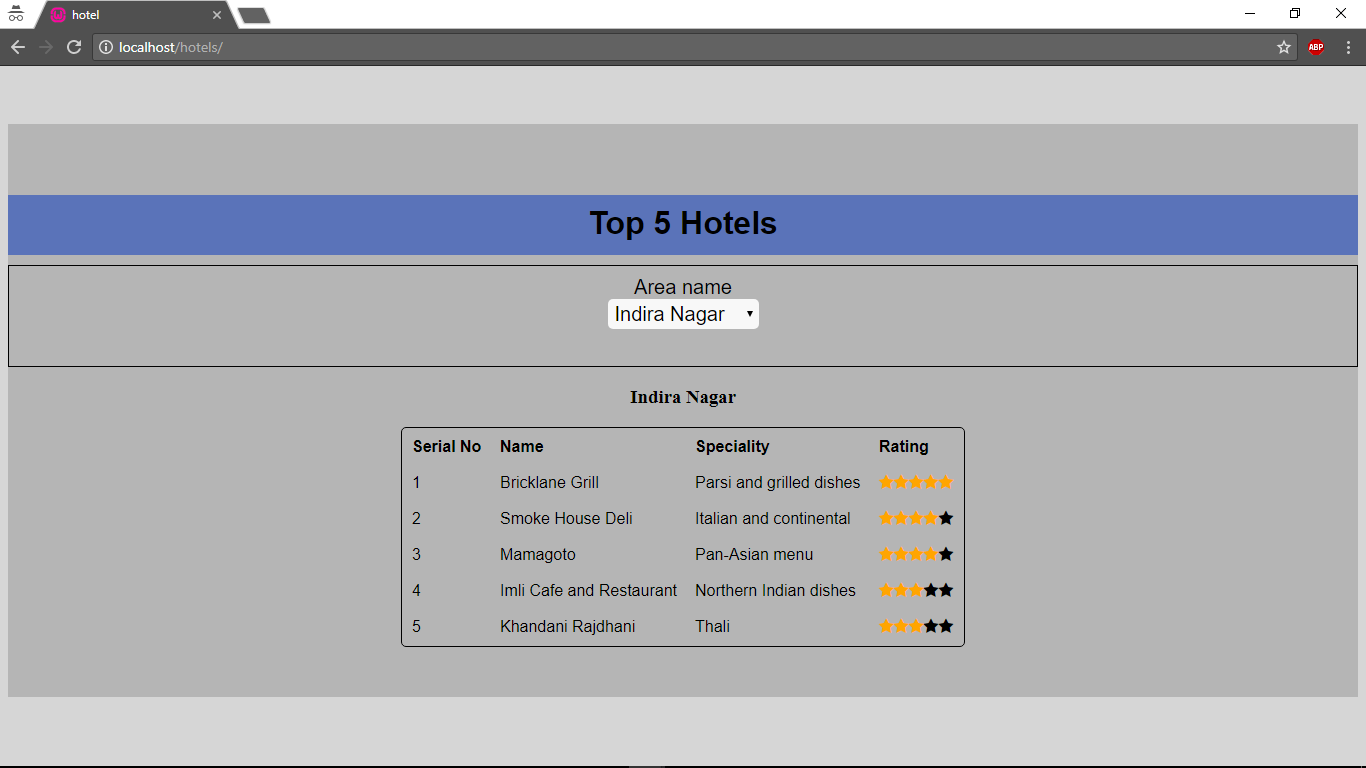 hotel
localhost/hotels/
ABP
Top 5 Hotels
Area name
Indira Nagar
Indira Nagar
Serial No Name Speciality Rating
1 Bricklane Grill Parsi and grilled dishes
2 Smoke House Deli Italian and continental
3 Mamagoto Pan-Asian menu
4 Imli Cafe and Restaurant Northern Indian dishes
5 Khandani Rajdhani Thali